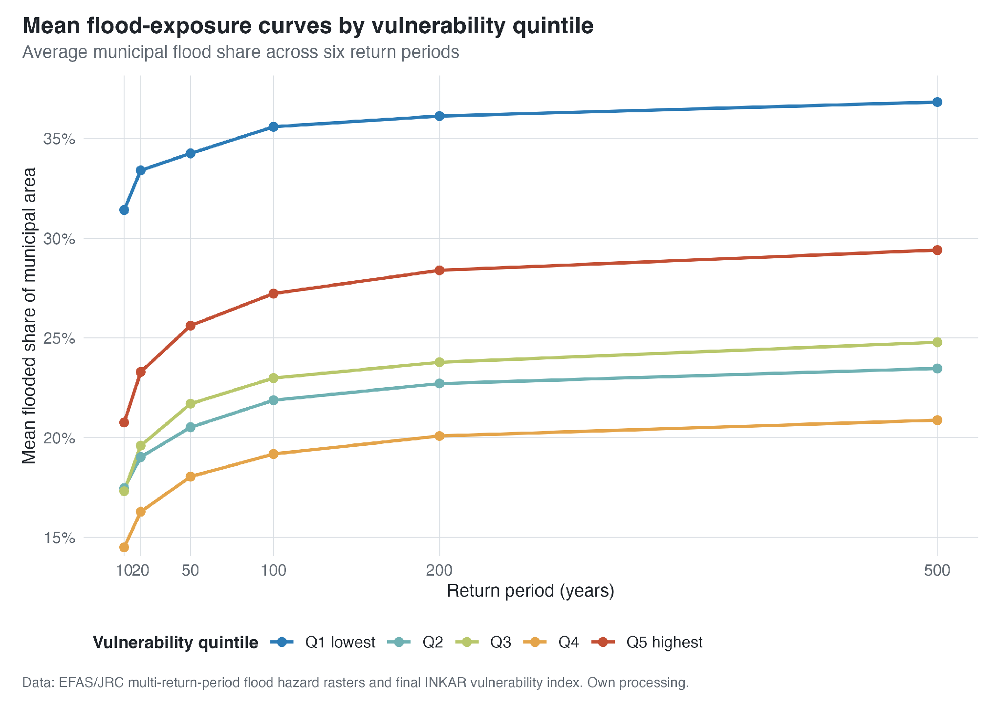 Mean flood-exposure curves by vulnerability quintile
Average municipal flood share across six return periods
Mean flooded share of municipal area
35%
30%
25%
20%
15%
10 20 50 100 200 500
Return period (years)
Vulnerability quintile Q1 lowest Q2 Q3 Q4 Q5 highest
Data: EFAS/JRC multi-return-period flood hazard rasters and final INKAR vulnerability index. Own processing.